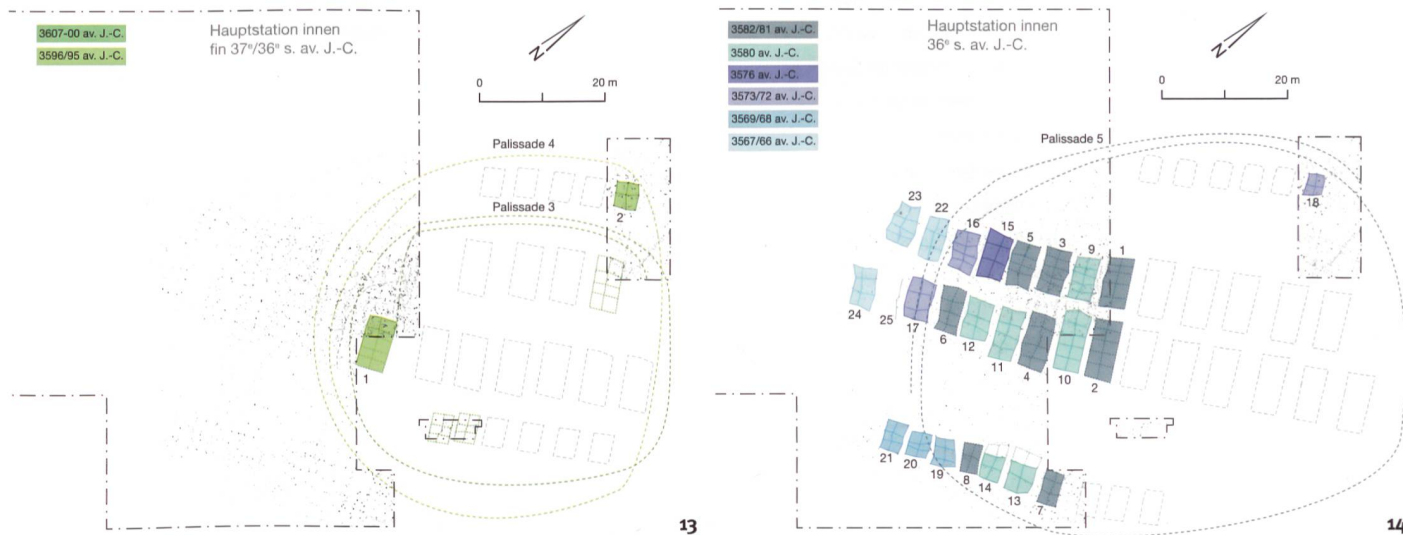 3607-00 av. J.-C.
3596/95 av. J.-C.
Hauptstation innen
fin 37ᵉ/36ᵉ s. av. J.-C.
N
0 20 m
Palissade 4
2
Palissade 3
1
13
3582/81 av. J.-C.
3580 av. J.-C.
3576 av. J.-C.
3573/72 av. J.-C.
3569/68 av. J.-C.
3567/66 av. J.-C.
Hauptstation innen
36ᵉ s. av. J.-C.
N
0 20 m
Palissade 5
18
23
22
16
15
5
3
9
1
24
25
17
6
12
11
4
10
2
21
20
19
8
14
13
7
14